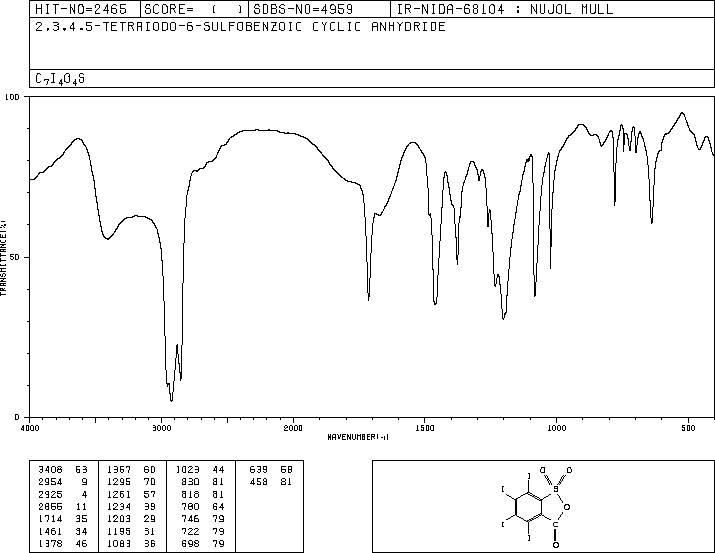 HIT-NO=2465 SCORE= ( ) SDBS-NO=4959 IR-NIDA-68104 : NUJOL MULL
2.3.4.5-TETRAIODO-6-SULFOBENZOIC CYCLIC ANHYDRIDE
C7I4O4S
100
50
0
TRANSMITTANCE(%)
4000 3000 2000 1500 1000 500
WAVENUMBER(-1)
3408 53 1367 60 1023 44 639 58
2954 9 1295 70 830 81 458 81
2925 4 1261 57 818 81
2855 11 1234 39 780 64
1714 35 1203 29 746 79
1461 34 1195 31 722 79
1378 46 1083 36 698 79
I O O
I S
O
I C
I O